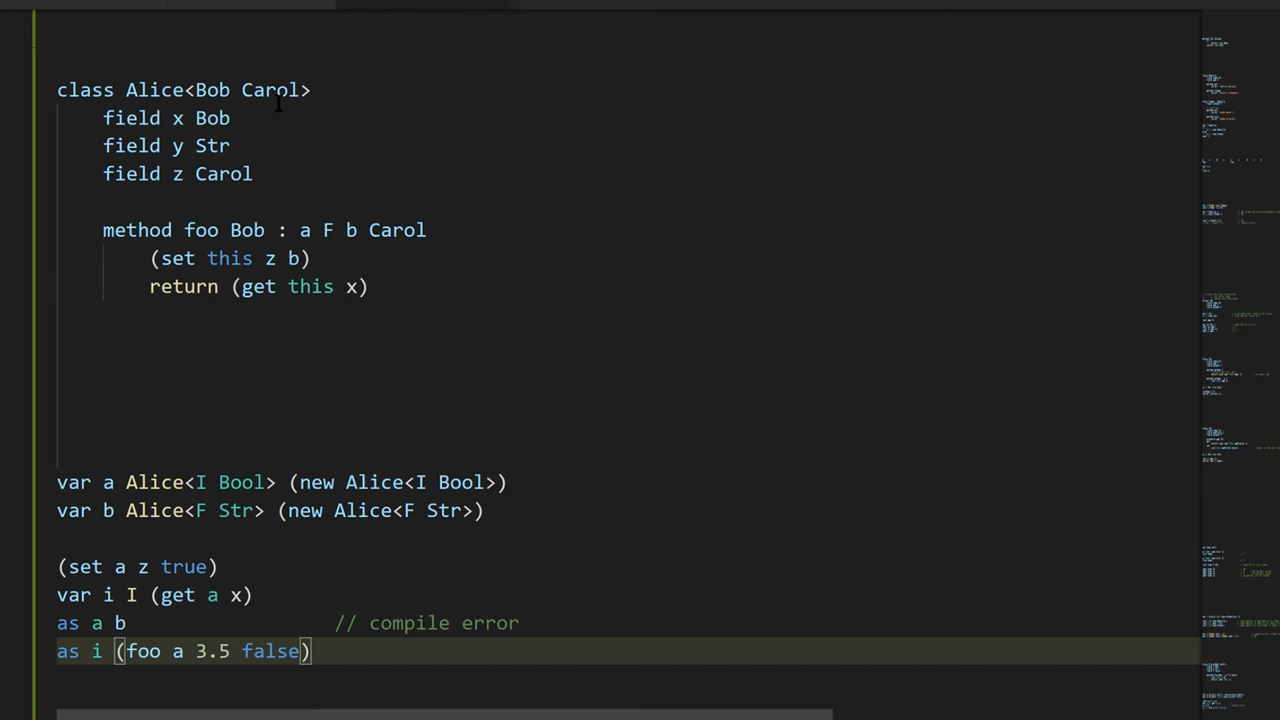 class Alice<Bob Carol>
field x Bob
field y Str
field z Carol
method foo Bob : a F b Carol
(set this z b)
return (get this x)
var a Alice<I Bool> (new Alice<I Bool>)
var b Alice<F Str> (new Alice<F Str>)
(set a z true)
var i I (get a x)
as a b // compile error
as i (foo a 3.5 false)